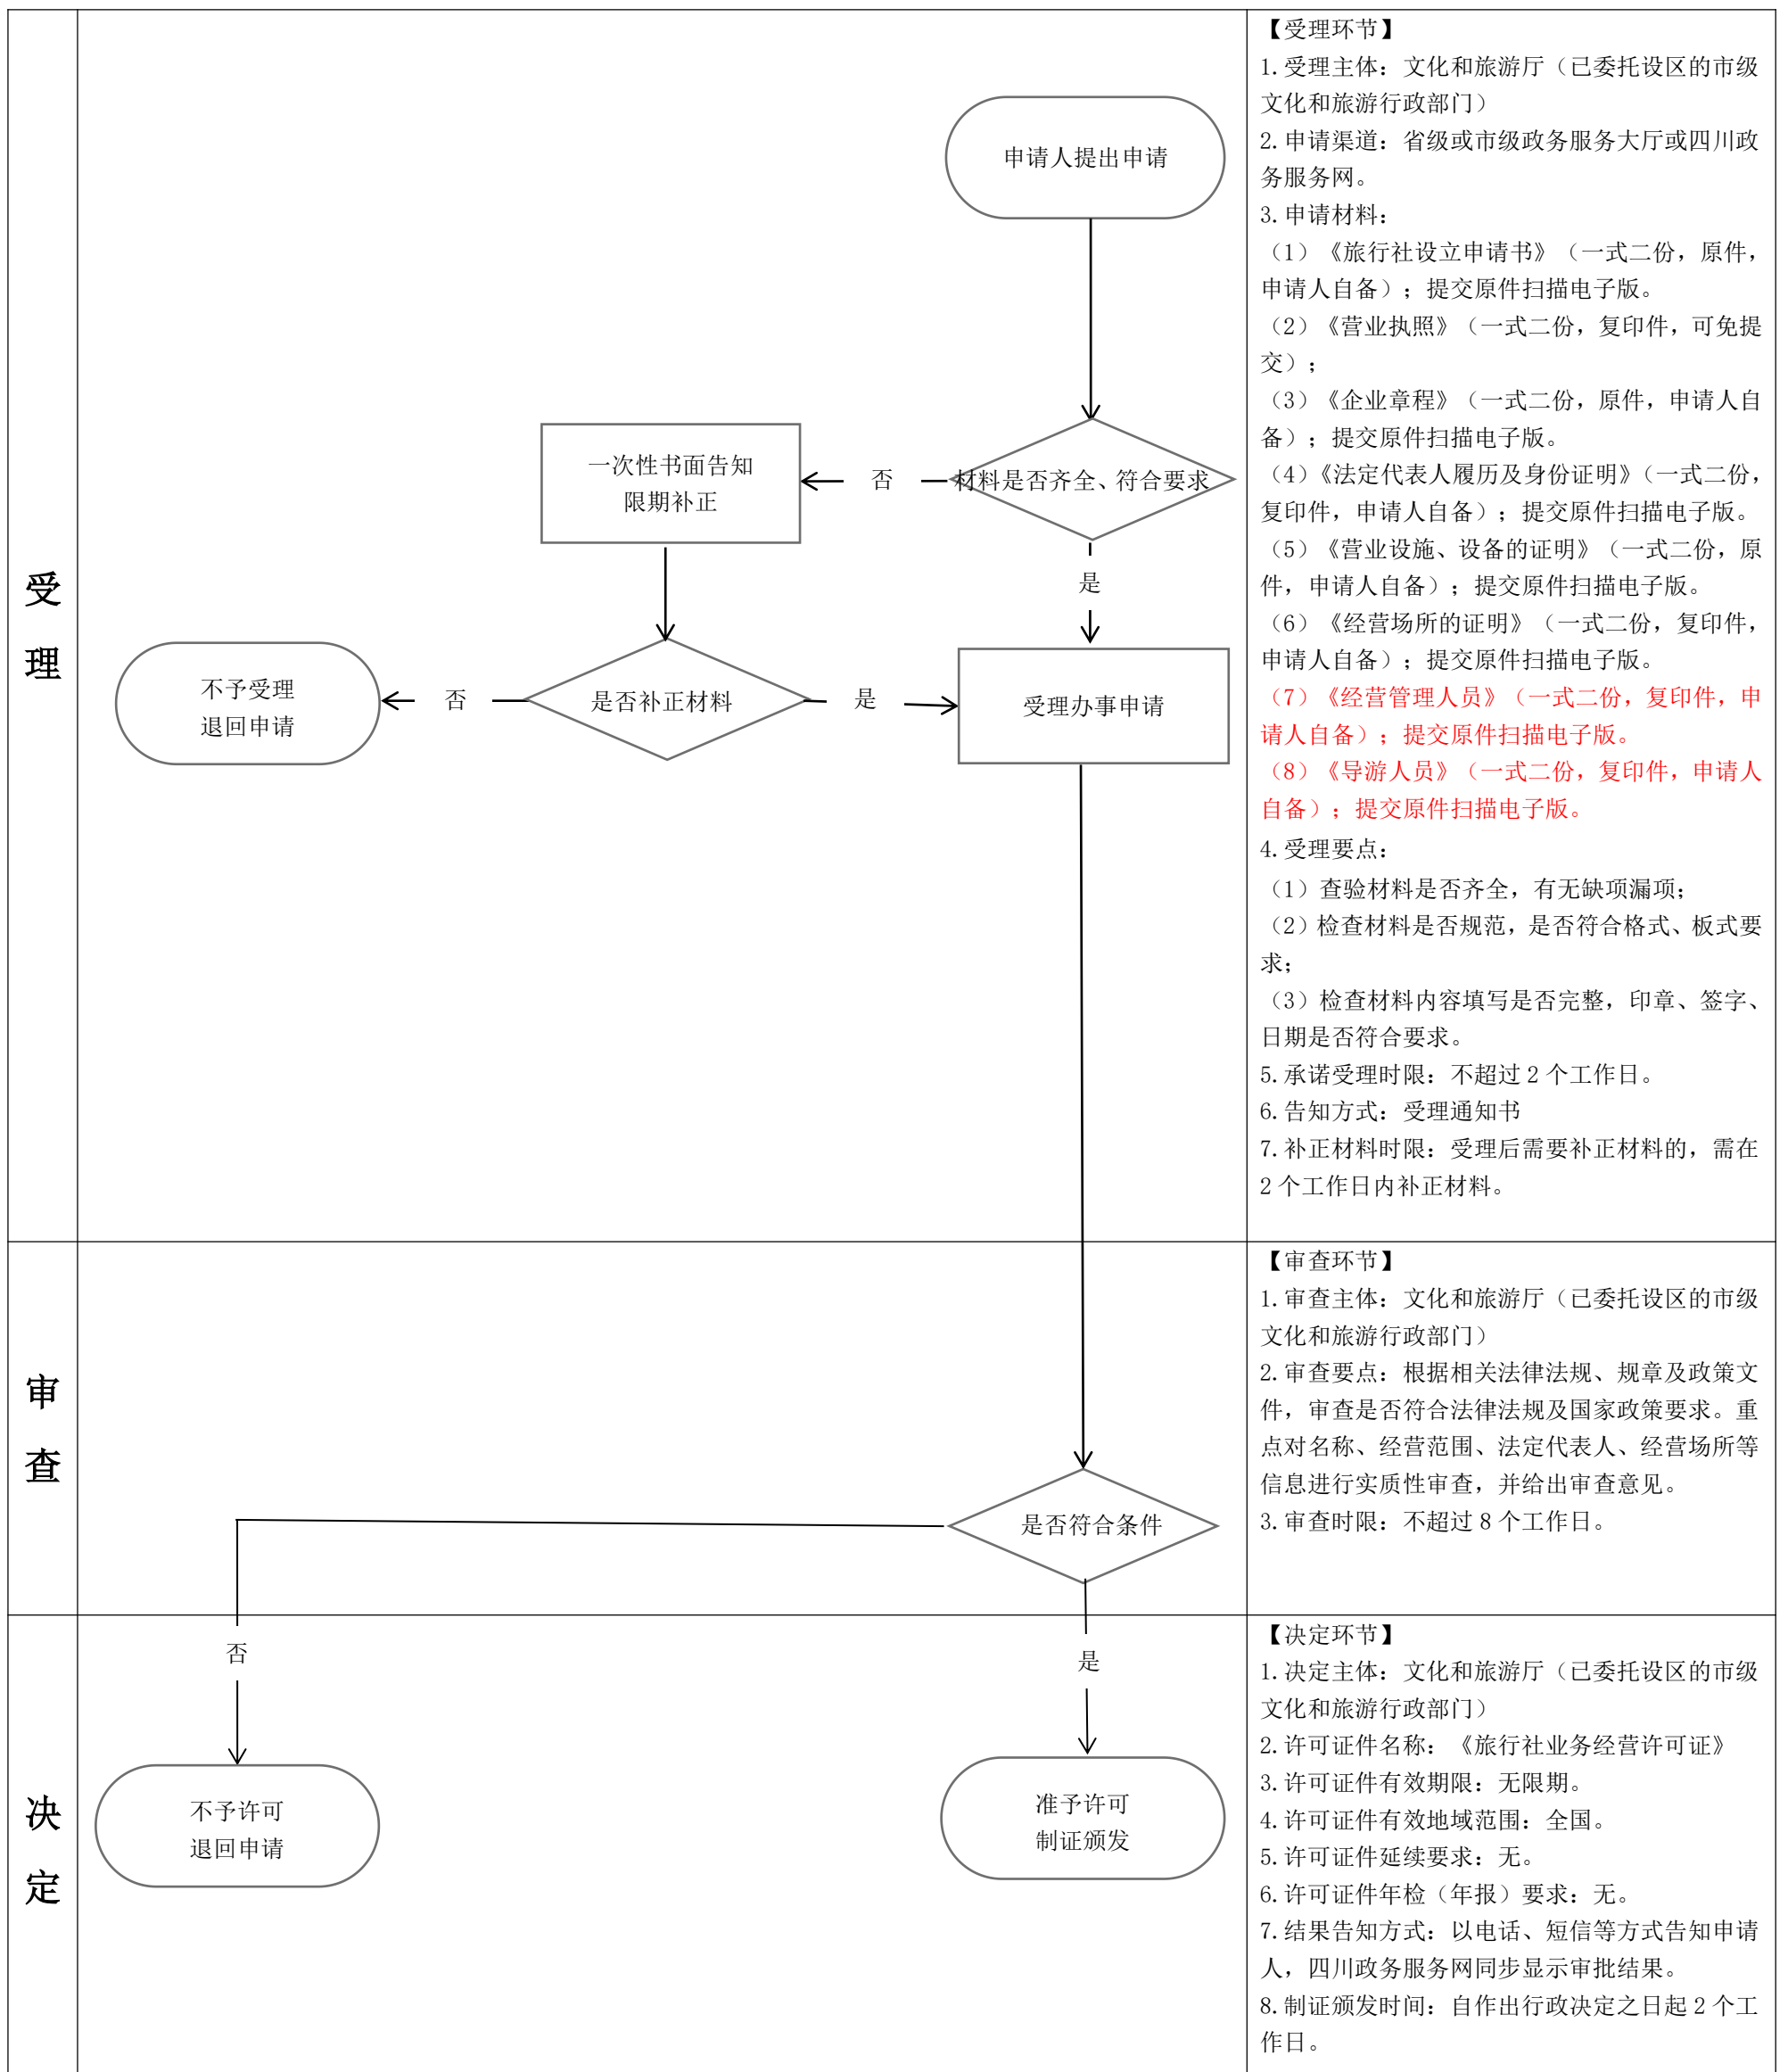 受
理
申请人提出申请
材料是否齐全、符合要求
否
一次性书面告知
限期补正
是
是否补正材料
否
不予受理
退回申请
是
受理办事申请
【受理环节】
1.受理主体：文化和旅游厅（已委托设区的市级
文化和旅游行政部门）
2.申请渠道：省级或市级政务服务大厅或四川政
务服务网。
3.申请材料：
（1）《旅行社设立申请书》（一式二份，原件，
申请人自备）；提交原件扫描电子版。
（2）《营业执照》（一式二份，复印件，可免提
交）；
（3）《企业章程》（一式二份，原件，申请人自
备）；提交原件扫描电子版。
（4）《法定代表人履历及身份证明》（一式二份，
复印件，申请人自备）；提交原件扫描电子版。
（5）《营业设施、设备的证明》（一式二份，原
件，申请人自备）；提交原件扫描电子版。
（6）《经营场所的证明》（一式二份，复印件，
申请人自备）；提交原件扫描电子版。
（7）《经营管理人员》（一式二份，复印件，申
请人自备）；提交原件扫描电子版。
（8）《导游人员》（一式二份，复印件，申请人
自备）；提交原件扫描电子版。
4.受理要点：
（1）查验材料是否齐全，有无缺项漏项；
（2）检查材料是否规范，是否符合格式、板式要
求；
（3）检查材料内容填写是否完整，印章、签字、
日期是否符合要求。
5.承诺受理时限：不超过 2 个工作日。
6.告知方式：受理通知书
7.补正材料时限：受理后需要补正材料的，需在
2 个工作日内补正材料。
审
查
是否符合条件
【审查环节】
1.审查主体：文化和旅游厅（已委托设区的市级
文化和旅游行政部门）
2.审查要点：根据相关法律法规、规章及政策文
件，审查是否符合法律法规及国家政策要求。重
点对名称、经营范围、法定代表人、经营场所等
信息进行实质性审查，并给出审查意见。
3.审查时限：不超过 8 个工作日。
决
定
否
是
不予许可
退回申请
准予许可
制证颁发
【决定环节】
1.决定主体：文化和旅游厅（已委托设区的市级
文化和旅游行政部门）
2.许可证件名称：《旅行社业务经营许可证》
3.许可证件有效期限：无限期。
4.许可证件有效地域范围：全国。
5.许可证件延续要求：无。
6.许可证件年检（年报）要求：无。
7.结果告知方式：以电话、短信等方式告知申请
人，四川政务服务网同步显示审批结果。
8.制证颁发时间：自作出行政决定之日起 2 个工
作日。